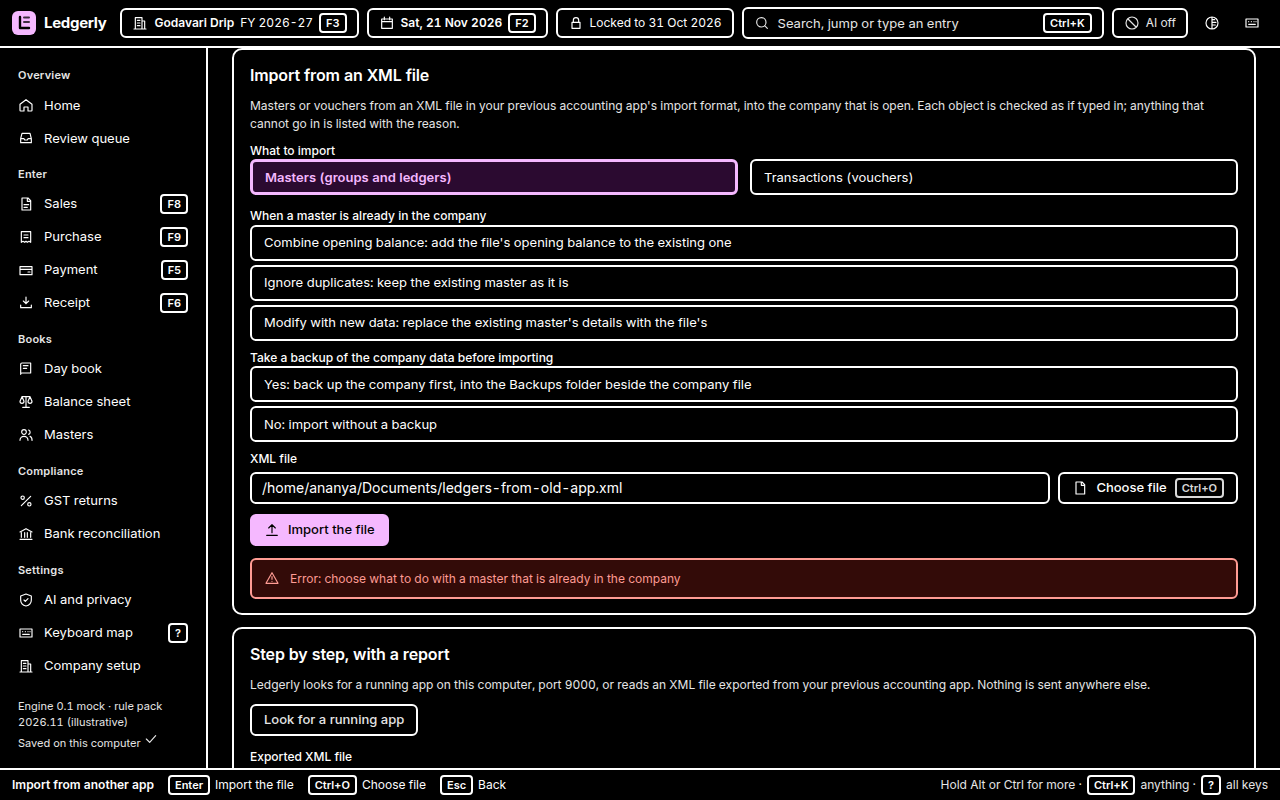 Ledgerly
Godavari Drip FY 2026-27 F3
Sat, 21 Nov 2026 F2
Locked to 31 Oct 2026
Search, jump or type an entry Ctrl+K
AI off
Overview
Home
Review queue
Enter
Sales F8
Purchase F9
Payment F5
Receipt F6
Books
Day book
Balance sheet
Masters
Compliance
GST returns
Bank reconciliation
Settings
AI and privacy
Keyboard map ?
Company setup
Engine 0.1 mock · rule pack
2026.11 (illustrative)
Saved on this computer
Import from an XML file
Masters or vouchers from an XML file in your previous accounting app's import format, into the company that is open. Each object is checked as if typed in; anything that
cannot go in is listed with the reason.
What to import
Masters (groups and ledgers)
Transactions (vouchers)
When a master is already in the company
Combine opening balance: add the file's opening balance to the existing one
Ignore duplicates: keep the existing master as it is
Modify with new data: replace the existing master's details with the file's
Take a backup of the company data before importing
Yes: back up the company first, into the Backups folder beside the company file
No: import without a backup
XML file
/home/ananya/Documents/ledgers-from-old-app.xml
Choose file Ctrl+O
Import the file
Error: choose what to do with a master that is already in the company
Step by step, with a report
Ledgerly looks for a running app on this computer, port 9000, or reads an XML file exported from your previous accounting app. Nothing is sent anywhere else.
Look for a running app
Exported XML file
Import from another app Enter Import the file Ctrl+O Choose file Esc Back
Hold Alt or Ctrl for more · Ctrl+K anything · ? all keys